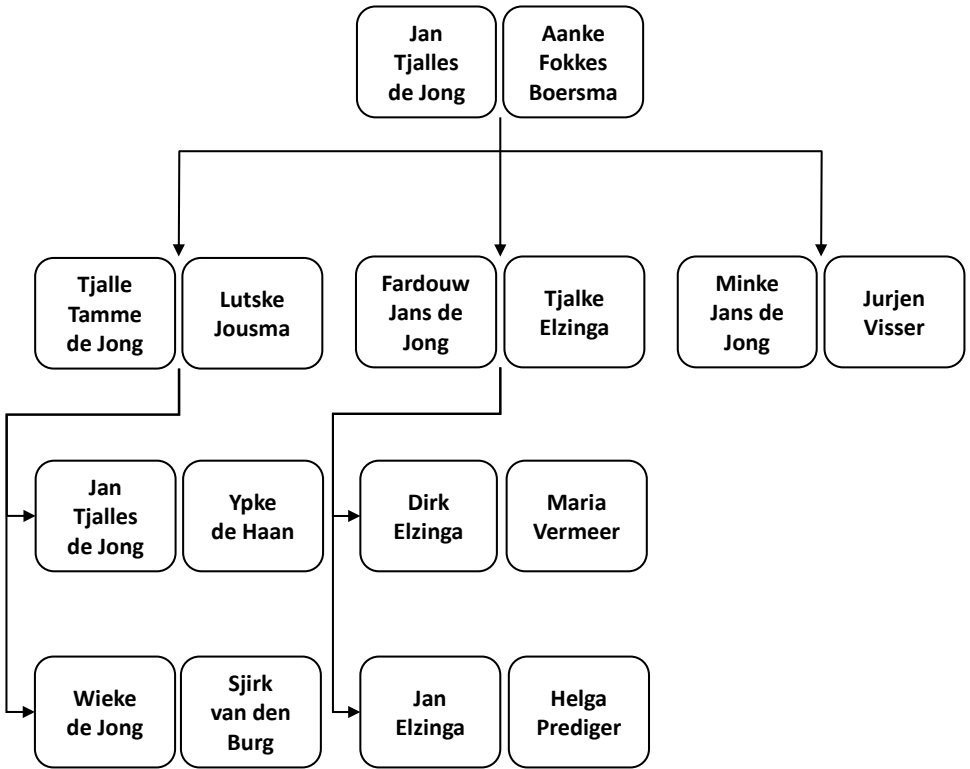 Jan
Tjalles
de Jong
Aanke
Fokkes
Boersma
Tjalle
Tamme
de Jong
Lutske
Jousma
Fardouw
Jans de
Jong
Tjalke
Elzinga
Minke
Jans de
Jong
Jurjen
Visser
Jan
Tjalles
de Jong
Ypke
de Haan
Dirk
Elzinga
Maria
Vermeer
Wieke
de Jong
Sjirk
van den
Burg
Jan
Elzinga
Helga
Prediger